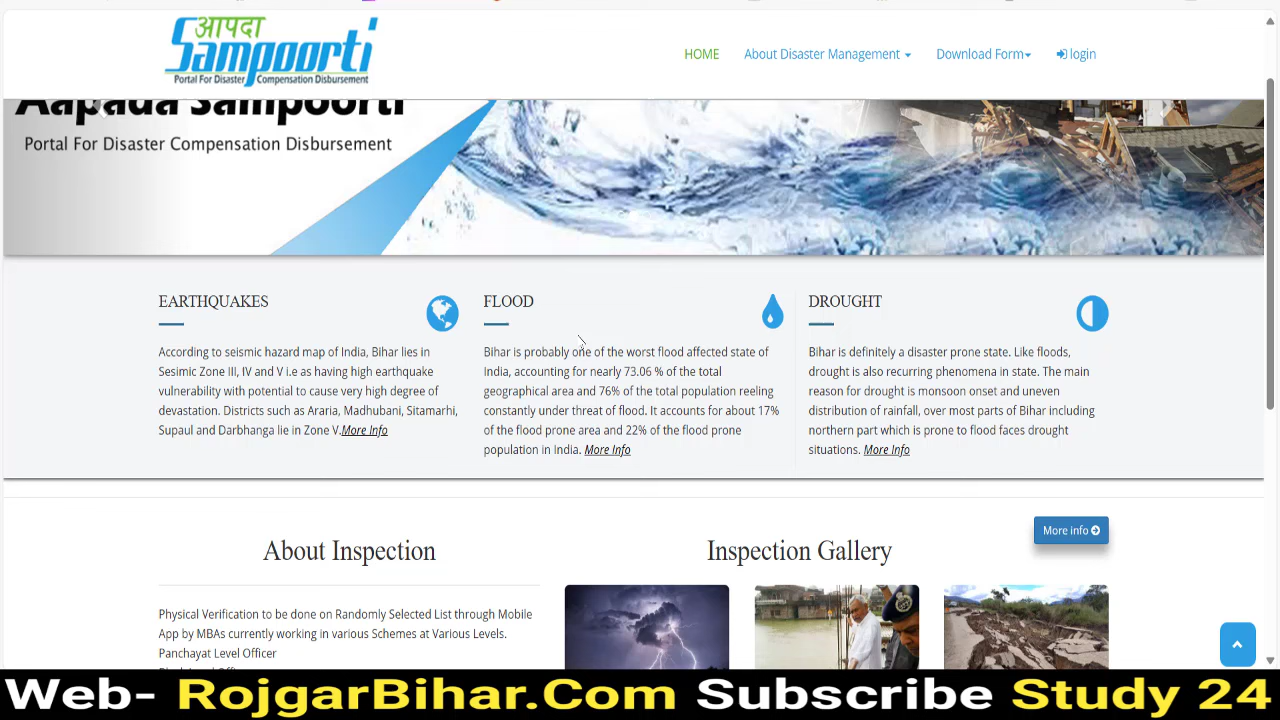 आपदा
Sampoorti
Portal For Disaster Compensation Disbursement
HOME
About Disaster Management
Download Form
login
Aapada Sampoorti
Portal For Disaster Compensation Disbursement
EARTHQUAKES
According to seismic hazard map of India, Bihar lies in
Sesimic Zone III, IV and V i.e as having high earthquake
vulnerability with potential to cause very high degree of
devastation. Districts such as Araria, Madhubani, Sitamarhi,
Supaul and Darbhanga lie in Zone V.More Info
FLOOD
Bihar is probably one of the worst flood affected state of
India, accounting for nearly 73.06 % of the total
geographical area and 76% of the total population reeling
constantly under threat of flood. It accounts for about 17%
of the flood prone area and 22% of the flood prone
population in India. More Info
DROUGHT
Bihar is definitely a disaster prone state. Like floods,
drought is also recurring phenomena in state. The main
reason for drought is monsoon onset and uneven
distribution of rainfall, over most parts of Bihar including
northern part which is prone to flood faces drought
situations. More Info
About Inspection
Physical Verification to be done on Randomly Selected List through Mobile
App by MBAs currently working in various Schemes at Various Levels.
Panchayat Level Officer
Inspection Gallery
More info
Web- RojgarBihar.Com Subscribe Study 24